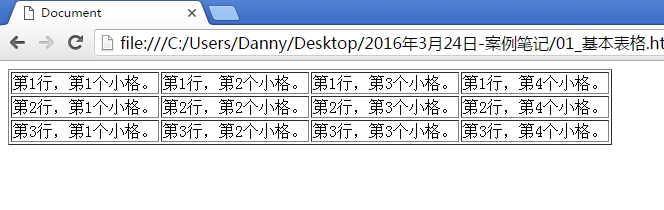 Document
file:///C:/Users/Danny/Desktop/2016年3月24日-案例笔记/01_基本表格.ht
第1行，第1个小格。 第1行，第2个小格。 第1行，第3个小格。 第1行，第4个小格。
第2行，第1个小格。 第2行，第2个小格。 第2行，第3个小格。 第2行，第4个小格。
第3行，第1个小格。 第3行，第2个小格。 第3行，第3个小格。 第3行，第4个小格。